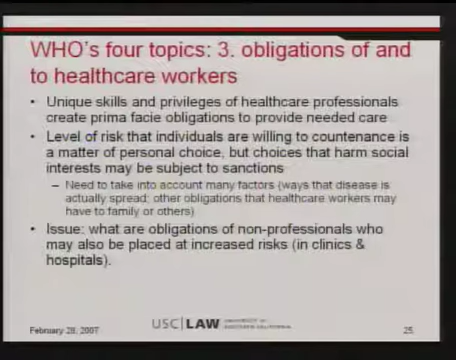 WHO's four topics: 3. obligations of and
to healthcare workers
• Unique skills and privileges of healthcare professionals
create prima facie obligations to provide needed care
• Level of risk that individuals are willing to countenance is
a matter of personal choice, but choices that harm social
interests may be subject to sanctions
– Need to take into account many factors (ways that disease is
actually spread; other obligations that healthcare workers may
have to family or others)
• Issue: what are obligations of non-professionals who
may also be placed at increased risks (in clinics &
hospitals).
February 28, 2007
USC|LAW
25